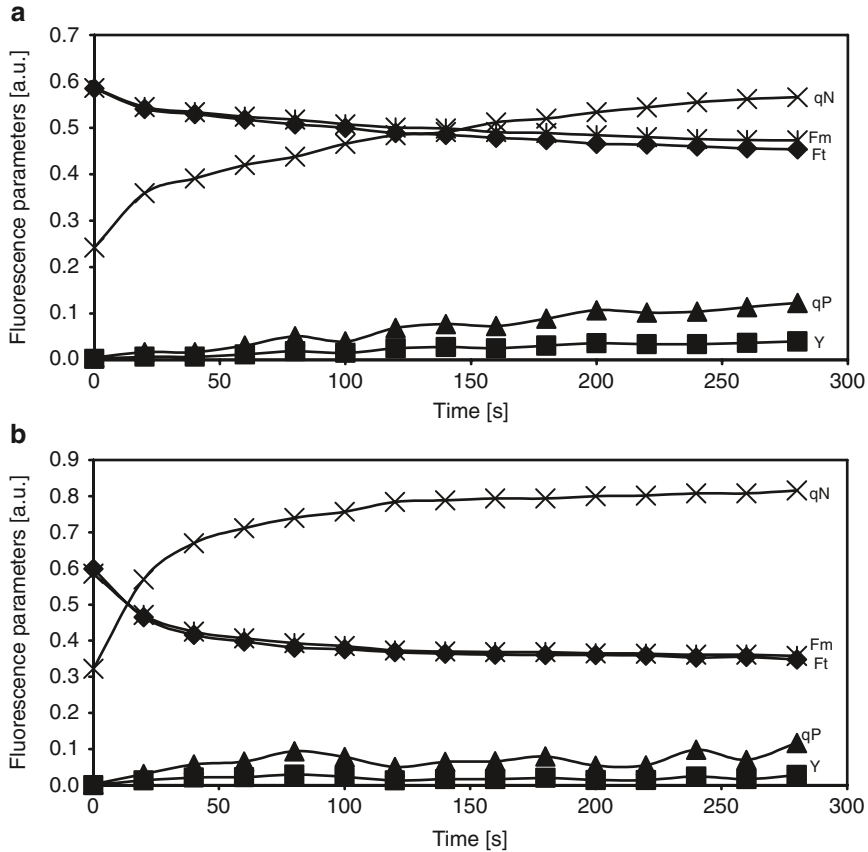 a
Fluorescence parameters [a.u.]
0.7
0.6
0.5
0.4
0.3
0.2
0.1
0.0
qN
Fm
Ft
qP
Y
0 50 100 150 200 250 300
Time [s]
b
Fluorescence parameters [a.u.]
0.9
0.8
0.7
0.6
0.5
0.4
0.3
0.2
0.1
0.0
qN
Fm
Ft
qP
Y
0 50 100 150 200 250 300
Time [s]